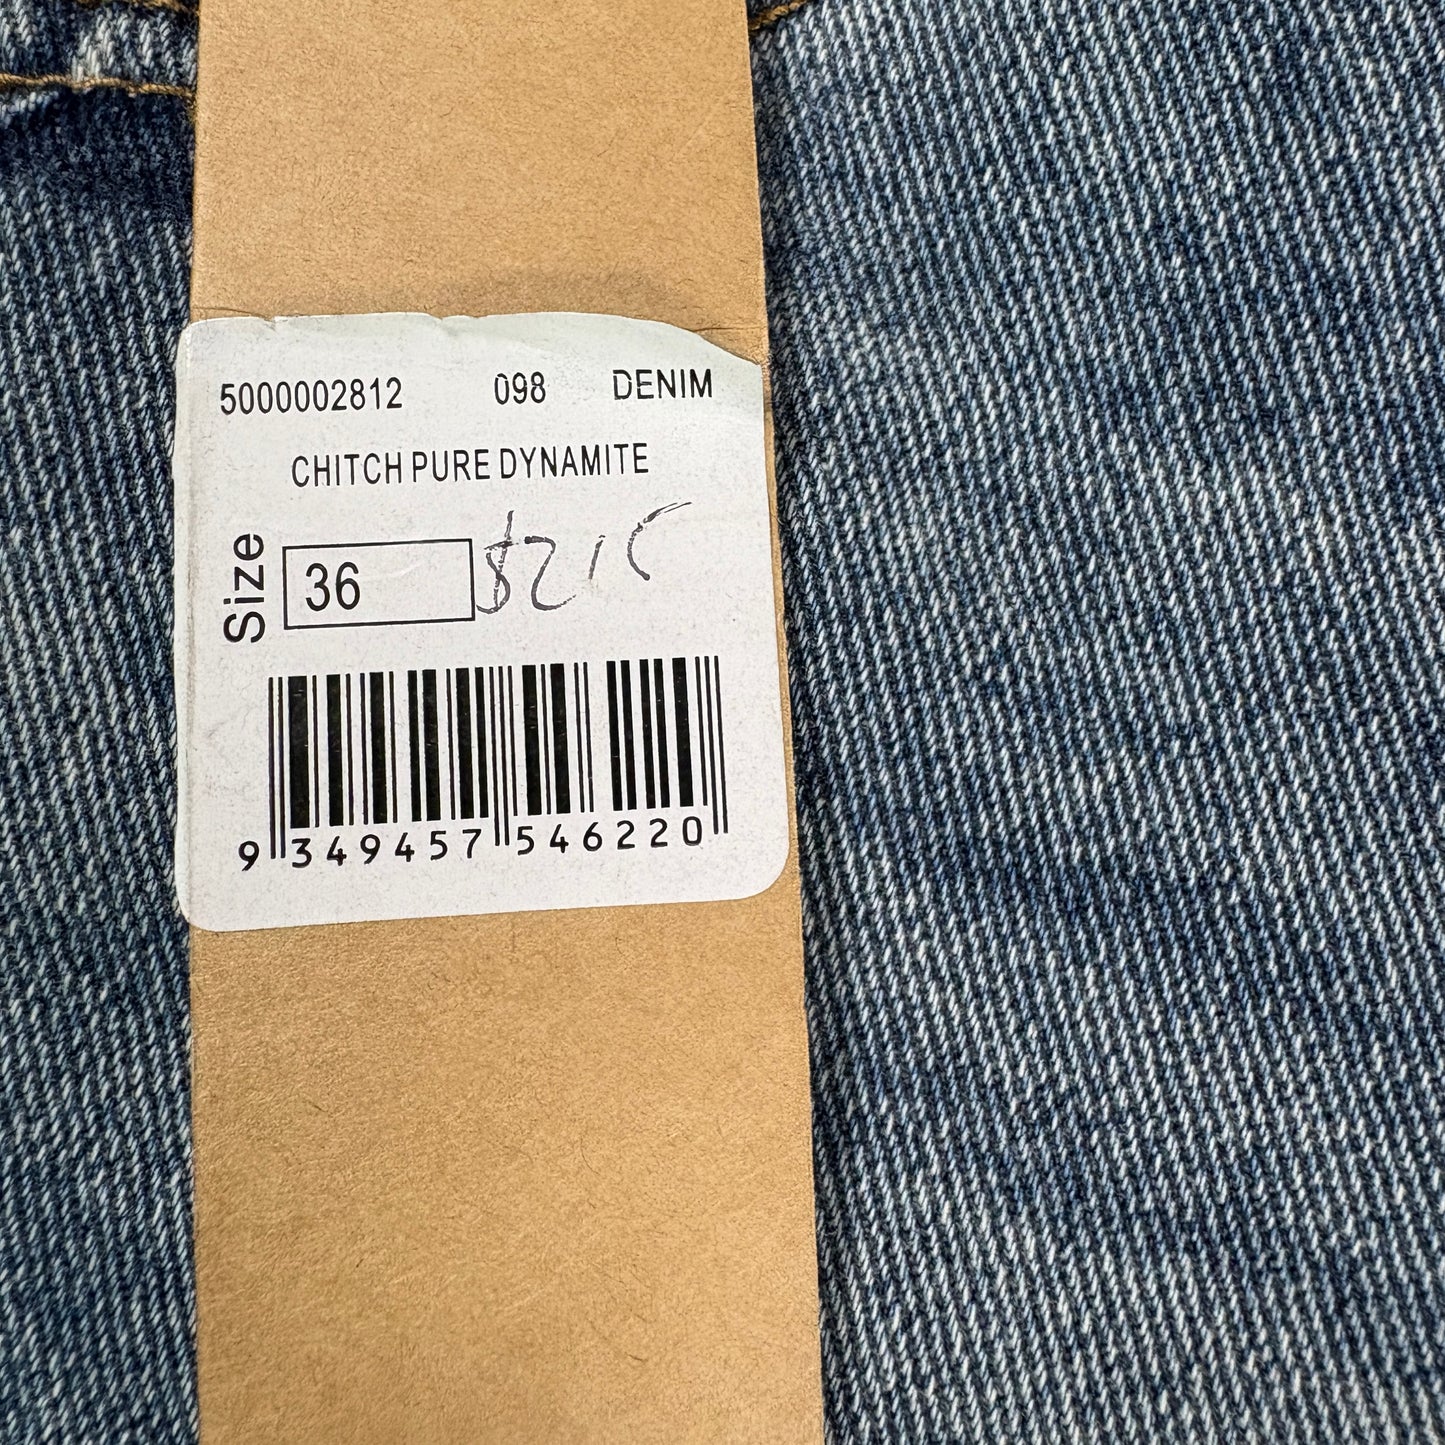 5000002812 098 DENIM
CHITCH PURE DYNAMITE
Size 36 $215
9 349457 546220